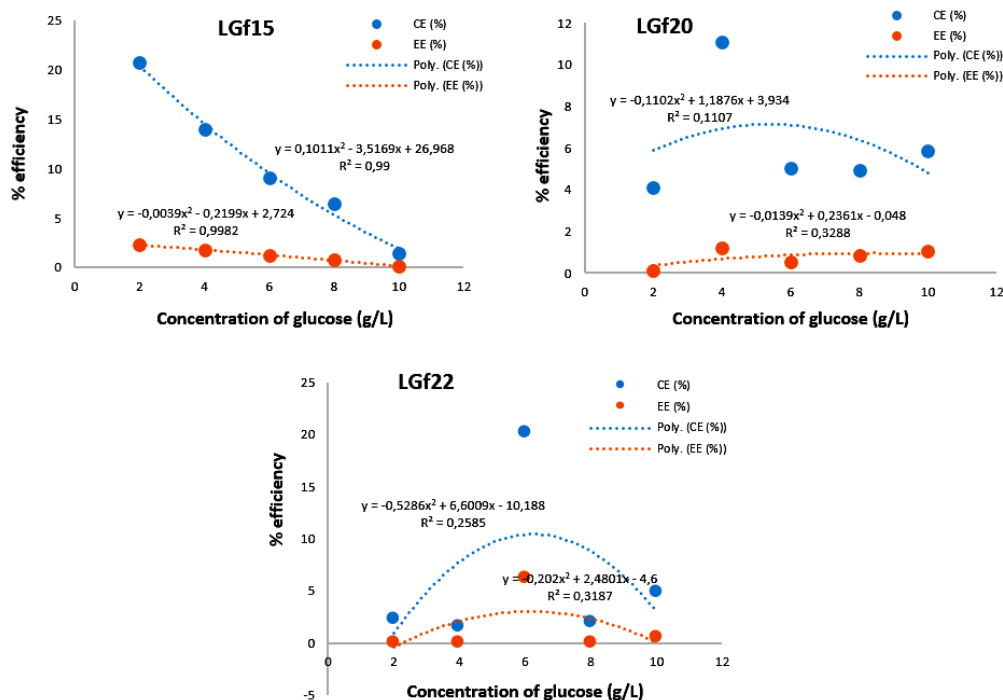 LGf15
CE (%)
EE (%)
Poly. (CE (%))
Poly. (EE (%))
25
20
15
10
5
0
% efficiency
y = 0,1011x² - 3,5169x + 26,968
R² = 0,99
y = -0,0039x² - 0,2199x + 2,724
R² = 0,9982
0 2 4 6 8 10 12
Concentration of glucose (g/L)
LGf20
CE (%)
EE (%)
Poly. (CE (%))
Poly. (EE (%))
12
10
8
6
4
2
0
% efficiency
y = -0,1102x² + 1,1876x + 3,934
R² = 0,1107
y = -0,0139x² + 0,2361x - 0,048
R² = 0,3288
0 2 4 6 8 10 12
Concentration of glucose (g/L)
LGf22
CE (%)
EE (%)
Poly. (CE (%))
Poly. (EE (%))
25
20
15
10
5
0
-5
% efficiency
y = -0,5286x² + 6,6009x - 10,188
R² = 0,2585
y = -0,202x² + 2,4801x - 4,6
R² = 0,3187
0 2 4 6 8 10 12
Concentration of glucose (g/L)